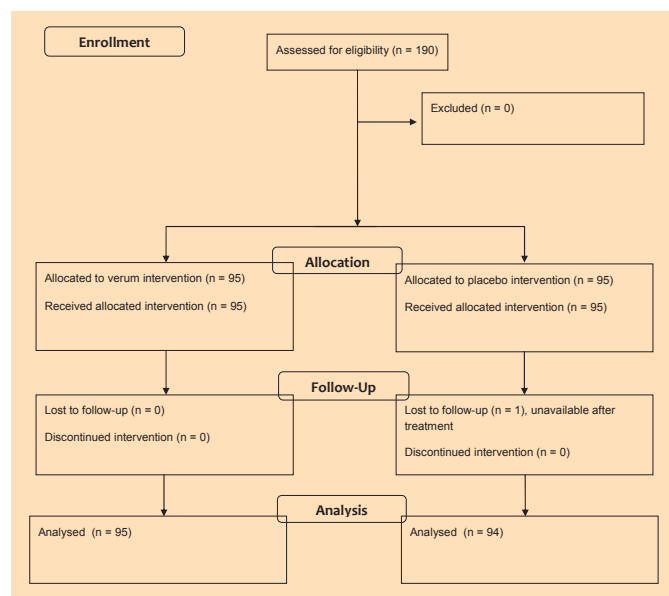 Enrollment
Assessed for eligibility (n = 190)
Excluded (n = 0)
Allocation
Allocated to verum intervention (n = 95)
Received allocated intervention (n = 95)
Allocated to placebo intervention (n = 95)
Received allocated intervention (n = 95)
Follow-Up
Lost to follow-up (n = 0)
Discontinued intervention (n = 0)
Lost to follow-up (n = 1), unavailable after
treatment
Discontinued intervention (n = 0)
Analysis
Analysed (n = 95)
Analysed (n = 94)